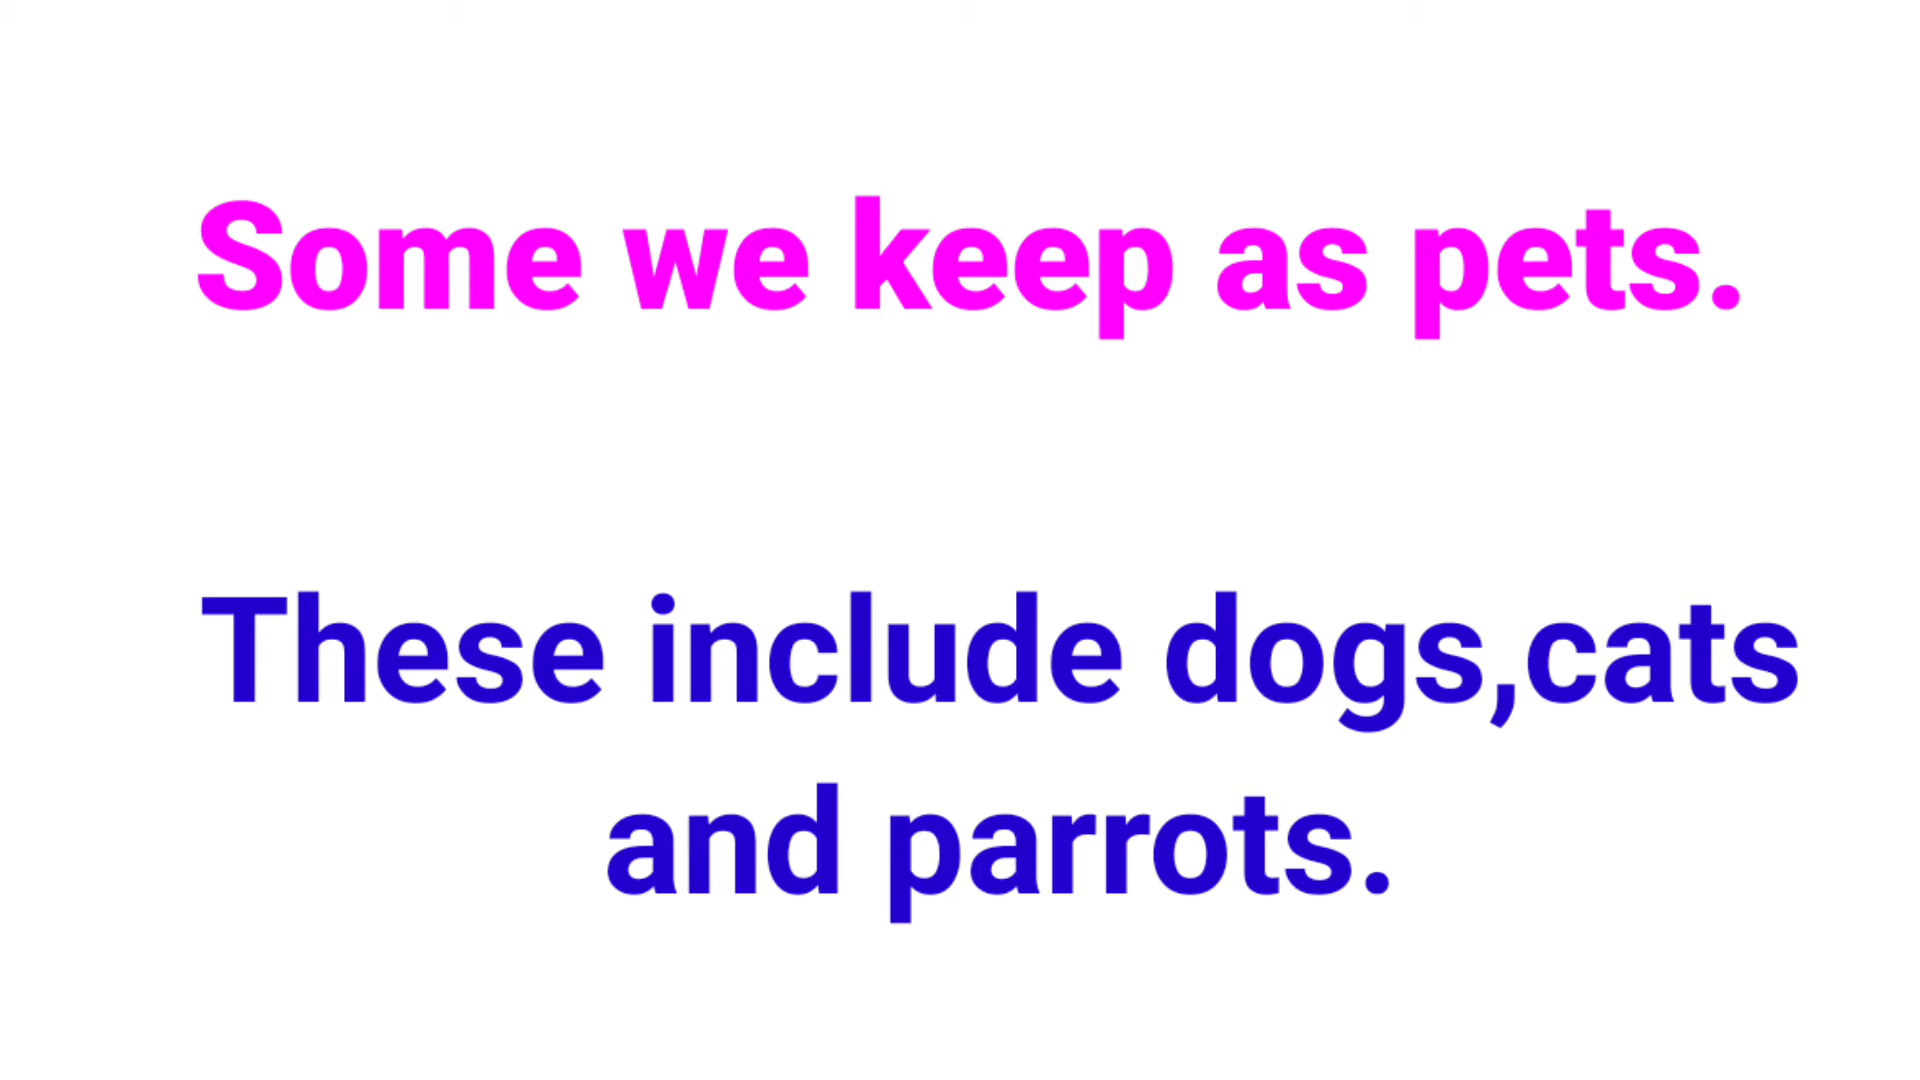 Some we keep as pets.
These include dogs,cats
and parrots.